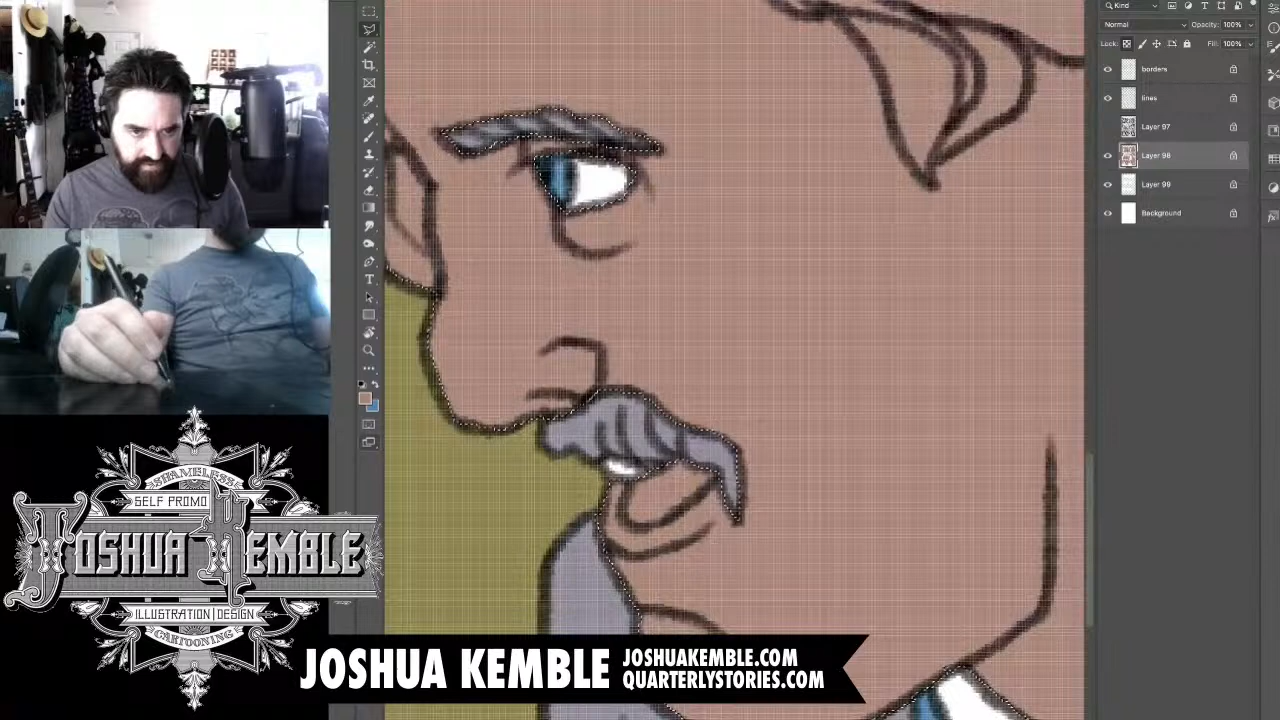 Kind
Normal
Opacity: 100%
Lock:
Fill: 100%
borders
lines
Layer 97
Layer 98
Layer 99
Background
SHAMELESS
SELF PROMO
JOSHUA KEMBLE
ILLUSTRATION|DESIGN
CARTOONING
JOSHUA KEMBLE
JOSHUAKEMBLE.COM
QUARTERLYSTORIES.COM